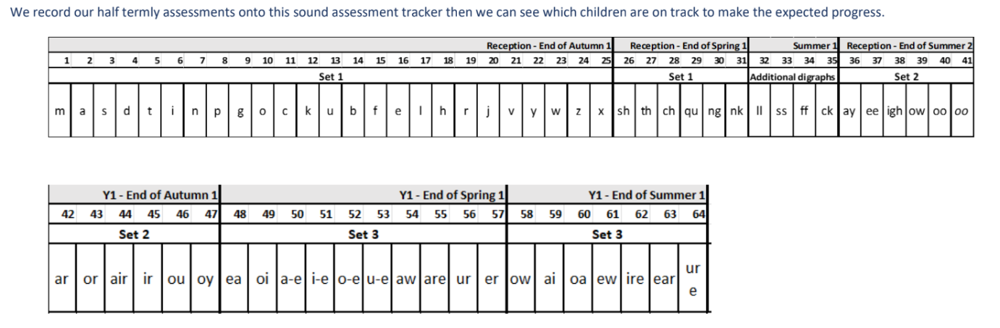 We record our half termly assessments onto this sound assessment tracker then we can see which children are on track to make the expected progress.
Reception - End of Autumn 1 Reception - End of Spring 1 Summer 1 Reception - End of Summer 2
1 2 3 4 5 6 7 8 9 10 11 12 13 14 15 16 17 18 19 20 21 22 23 24 25 26 27 28 29 30 31 32 33 34 35 36 37 38 39 40 41
Set 1 Set 1 Additional digraphs Set 2
m a s d t i n p g o c k u b f e l h r j v y w z x sh th ch qu ng nk ll ss ff ck ay ee igh ow oo oo
Y1 - End of Autumn 1 Y1 - End of Spring 1 Y1 - End of Summer 1
42 43 44 45 46 47 48 49 50 51 52 53 54 55 56 57 58 59 60 61 62 63 64
Set 2 Set 3 Set 3
ar or air ir ou oy ea oi a-e i-e o-e u-e aw are ur er ow ai oa ew ire ear ur
e